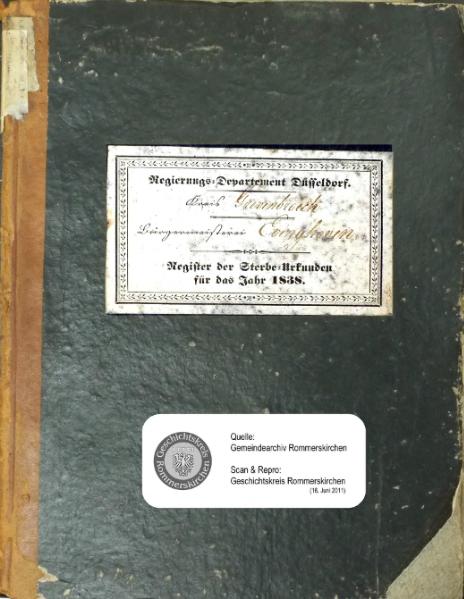 Regierungs=Departement Düsseldorf.
Kreis Grevenbroich
Bürgermeisterei Evinghoven
Register der Sterbe=Urkunden
für das Jahr 1838.
Geschichtskreis
Rommerskirchen
Quelle:
Gemeindearchiv Rommerskirchen
Scan & Repro:
Geschichtskreis Rommerskirchen
(16. Juni 2011)